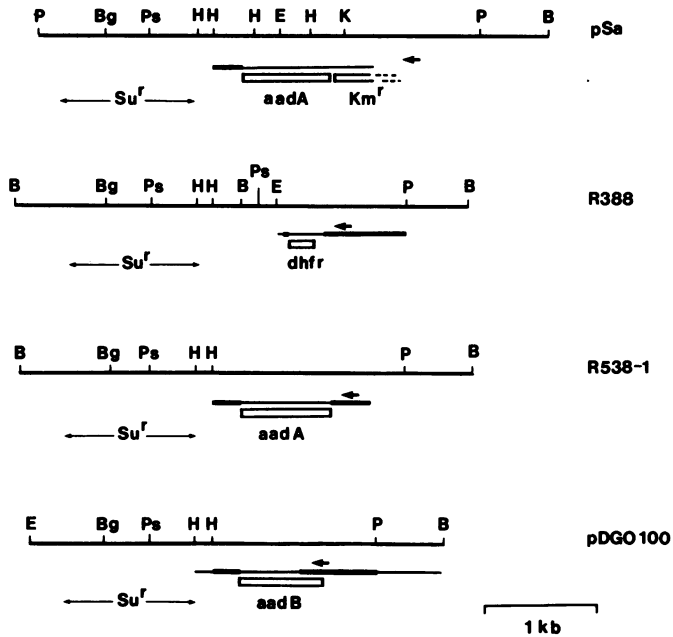 P Bg Ps H H H E H K P B pSa
aadA Km^r
Su^r
B Bg Ps H H B Ps E P B R388
dhfr
Su^r
B Bg Ps H H P B R538-1
aadA
Su^r
E Bg Ps H H P B pDGO100
aadB
Su^r
1 kb